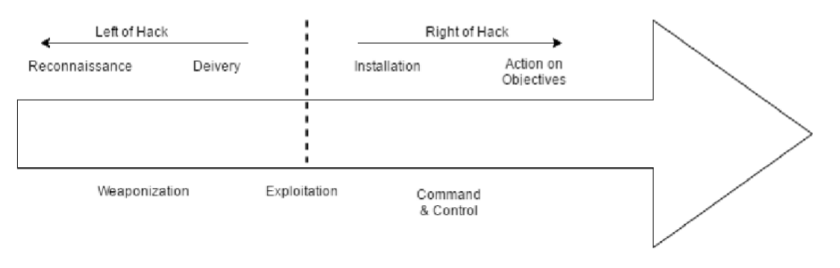 Left of Hack
Right of Hack
Reconnaissance
Deivery
Installation
Action on
Objectives
Weaponization
Exploitation
Command
& Control